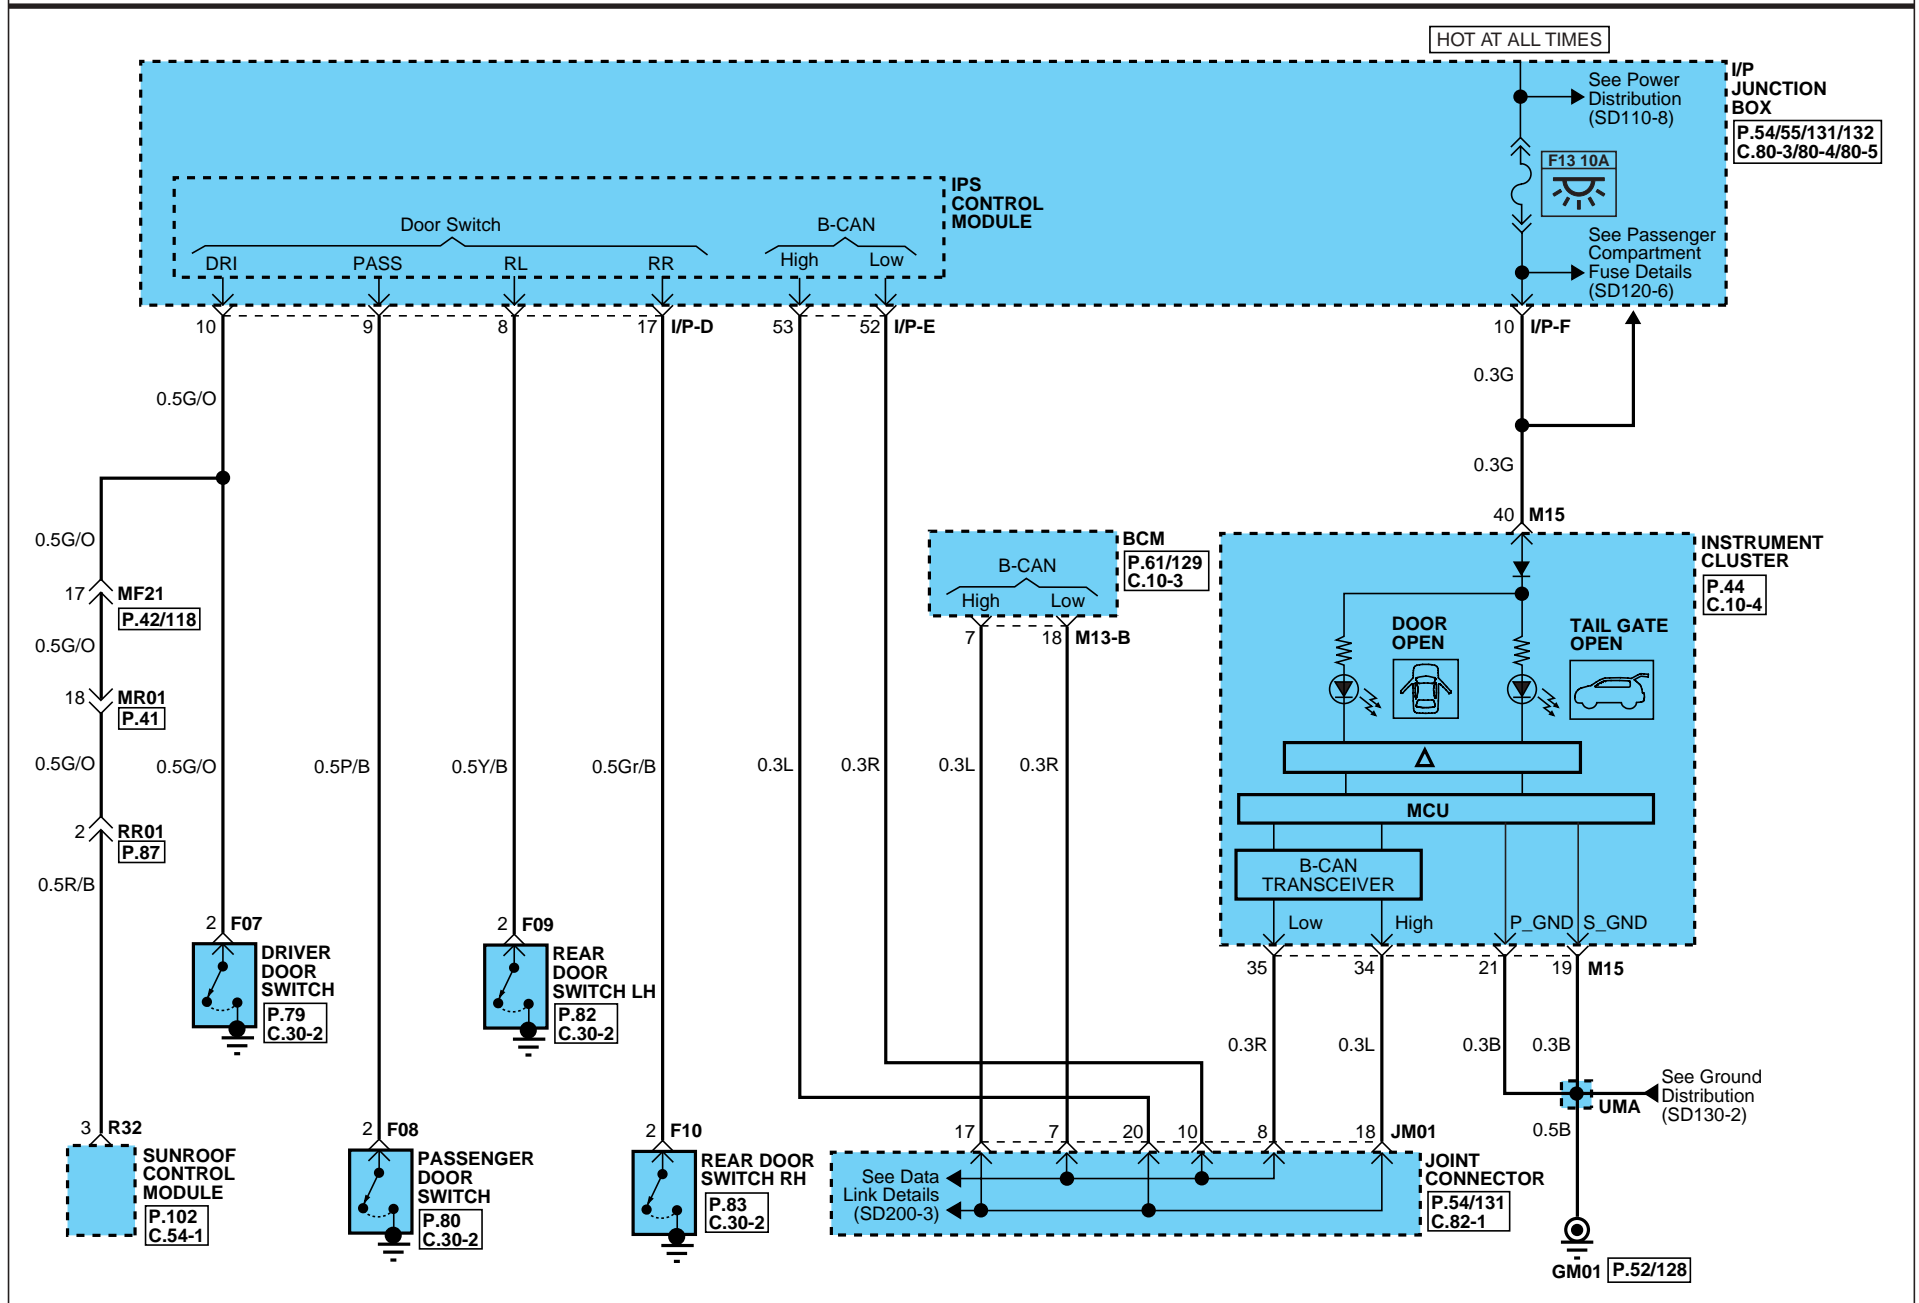 HOT AT ALL TIMES
See Power
Distribution
(SD110-8)
I/P
JUNCTION
BOX
P.54/55/131/132
C.80-3/80-4/80-5
F13 10A
See Passenger
Compartment
Fuse Details
(SD120-6)
IPS
CONTROL
MODULE
Door Switch
B-CAN
DRI
PASS
RL
RR
High
Low
10
9
8
17
I/P-D
53
52
I/P-E
10
I/P-F
0.5G/O
0.3G
0.3G
0.5G/O
17
MF21
P.42/118
0.5G/O
18
MR01
P.41
0.5G/O
0.5G/O
0.5P/B
0.5Y/B
0.5Gr/B
0.3L
0.3R
0.3L
0.3R
2
RR01
P.87
0.5R/B
BCM
P.61/129
C.10-3
B-CAN
High
Low
7
18
M13-B
40
M15
INSTRUMENT
CLUSTER
P.44
C.10-4
DOOR
OPEN
TAIL GATE
OPEN
Δ
MCU
B-CAN
TRANSCEIVER
Low
High
P_GND
S_GND
35
34
21
19
M15
0.3R
0.3L
0.3B
0.3B
See Ground
Distribution
(SD130-2)
UMA
0.5B
GM01
P.52/128
2
F07
DRIVER
DOOR
SWITCH
P.79
C.30-2
2
F09
REAR
DOOR
SWITCH LH
P.82
C.30-2
3
R32
SUNROOF
CONTROL
MODULE
P.102
C.54-1
2
F08
PASSENGER
DOOR
SWITCH
P.80
C.30-2
2
F10
REAR DOOR
SWITCH RH
P.83
C.30-2
17
7
20
10
8
18
JM01
See Data
Link Details
(SD200-3)
JOINT
CONNECTOR
P.54/131
C.82-1